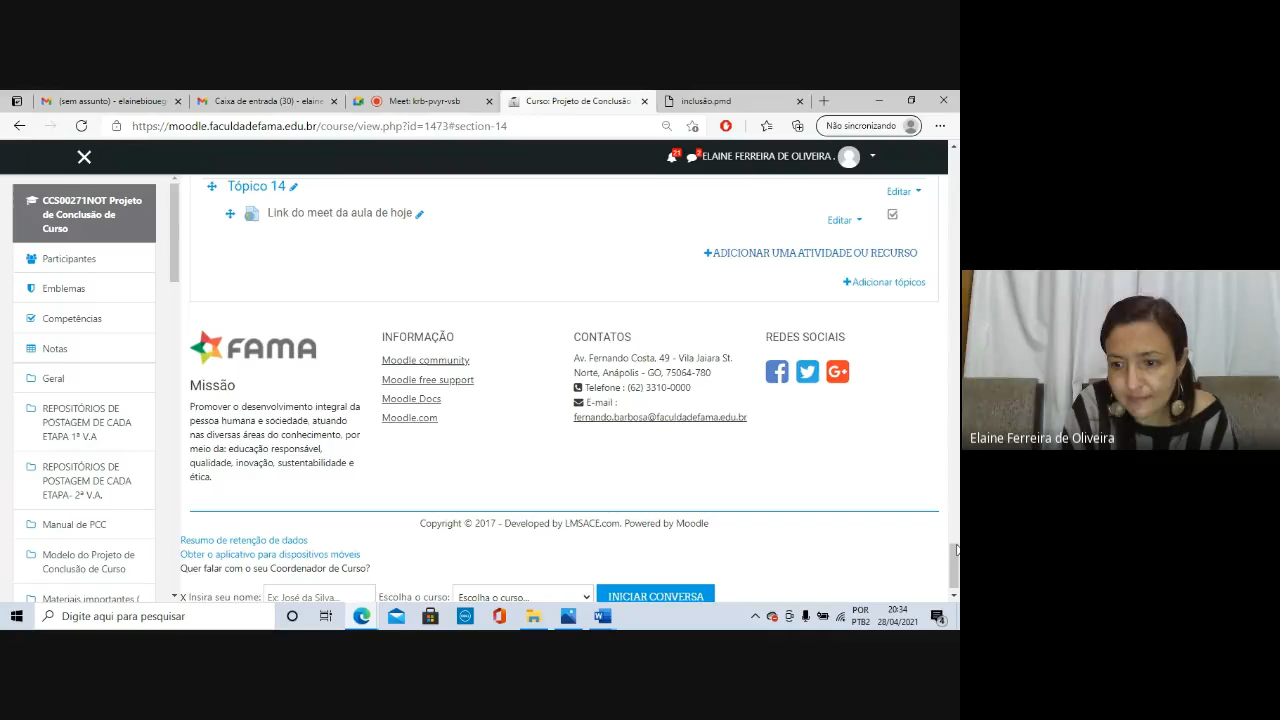 (sem assunto) - elainebioueg
Caixa de entrada (30) - elaine
Meet: krb-pvyr-vsb
Curso: Projeto de Conclusão
inclusão.pmd
https://moodle.faculdadefama.edu.br/course/view.php?id=1473#section-14
Não sincronizando
21
ELAINE FERREIRA DE OLIVEIRA .
CCS00271NOT Projeto
de Conclusão de
Curso
Participantes
Emblemas
Competências
Notas
Geral
REPOSITÓRIOS DE
POSTAGEM DE CADA
ETAPA 1ª V.A
REPOSITÓRIOS DE
POSTAGEM DE CADA
ETAPA- 2ª V.A.
Manual de PCC
Modelo do Projeto de
Conclusão de Curso
Materiais importantes (
Tópico 14
Editar
Link do meet da aula de hoje
Editar
ADICIONAR UMA ATIVIDADE OU RECURSO
Adicionar tópicos
FAMA
Missão
Promover o desenvolvimento integral da
pessoa humana e sociedade, atuando
nas diversas áreas do conhecimento, por
meio da: educação responsável,
qualidade, inovação, sustentabilidade e
ética.
INFORMAÇÃO
Moodle community
Moodle free support
Moodle Docs
Moodle.com
CONTATOS
Av. Fernando Costa, 49 - Vila Jaiara St.
Norte, Anápolis - GO, 75064-780
Telefone : (62) 3310-0000
E-mail :
fernando.barbosa@faculdadefama.edu.br
REDES SOCIAIS
Copyright © 2017 - Developed by LMSACE.com. Powered by Moodle
Resumo de retenção de dados
Obter o aplicativo para dispositivos móveis
Quer falar com o seu Coordenador de Curso?
X Insira seu nome: Ex: José da Silva... Escolha o curso: Escolha o curso... INICIAR CONVERSA
Digite aqui para pesquisar
POR
PTB2
20:34
28/04/2021
4
Elaine Ferreira de Oliveira